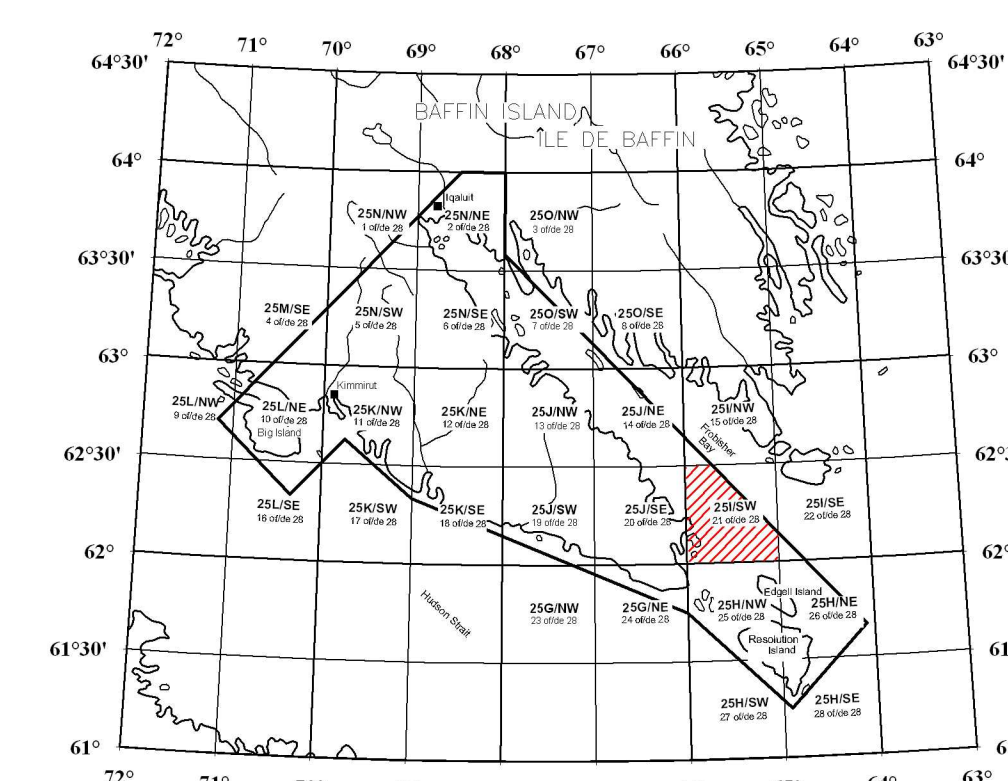 72° 71° 70° 69° 68° 67° 66° 65° 64° 63°
64°30' 64°30'
BAFFIN ISLAND
ÎLE DE BAFFIN
64° 64°
Iqaluit
25N/NW 25N/NE 25O/NW
1 of/de 28 2 of/de 28 3 of/de 28
63°30' 63°30
25M/SE 25N/SW 25N/SE 25O/SW 25O/SE
4 of/de 28 5 of/de 28 6 of/de 28 7 of/de 28 8 of/de 28
63° 63°
Kimmirut
25L/NW 25L/NE 25K/NW 25K/NE 25J/NW 25J/NE 25I/NW
9 of/de 28 10 of/de 28 11 of/de 28 12 of/de 28 13 of/de 28 14 of/de 28 15 of/de 28
Big Island
Frobisher
Bay
62°30' 62°
25L/SE 25K/SW 25K/SE 25J/SW 25J/SE 25I/SW 25I/SE
16 of/de 28 17 of/de 28 18 of/de 28 19 of/de 28 20 of/de 28 21 of/de 28 22 of/de 28
62° 62°
Edgell Island
Hudson Strait
25G/NW 25G/NE 25H/NW 25H/NE
23 of/de 28 24 of/de 28 25 of/de 28 26 of/de 28
61°30' 61
Resolution
Island
25H/SW 25H/SE
27 of/de 28 28 of/de 28
61° 6
72° 71° 64° 63°